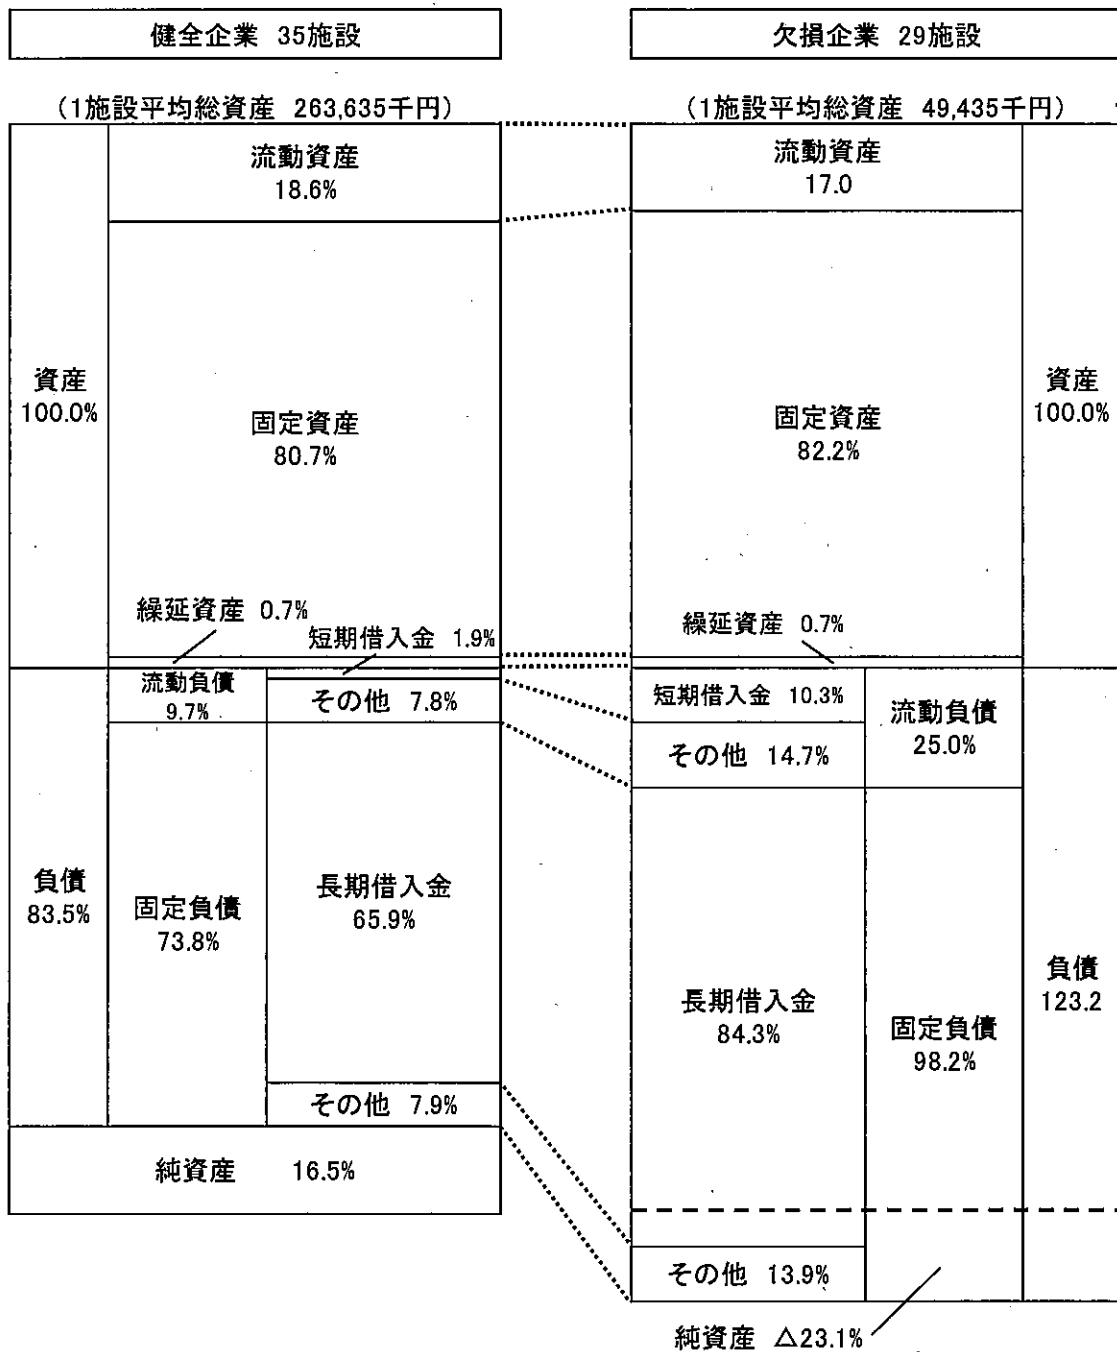 健全企業 35施設
(1施設平均総資産 263,635千円)
流動資産
18.6%
資産
100.0%
固定資産
80.7%
繰延資産 0.7%
短期借入金 1.9%
流動負債
9.7%
その他 7.8%
負債
83.5%
固定負債
73.8%
長期借入金
65.9%
その他 7.9%
純資産 16.5%
欠損企業 29施設
(1施設平均総資産 49,435千円)
流動資産
17.0
資産
100.0%
固定資産
82.2%
繰延資産 0.7%
短期借入金 10.3%
流動負債
25.0%
その他 14.7%
長期借入金
84.3%
固定負債
98.2%
負債
123.2
その他 13.9%
純資産 △23.1%